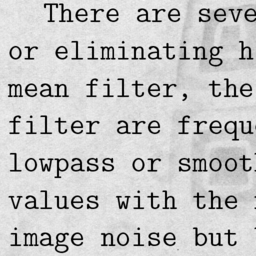 There are seve
or eliminating h
mean filter, the
filter are frequ
lowpass or smoot
values with the
image noise but